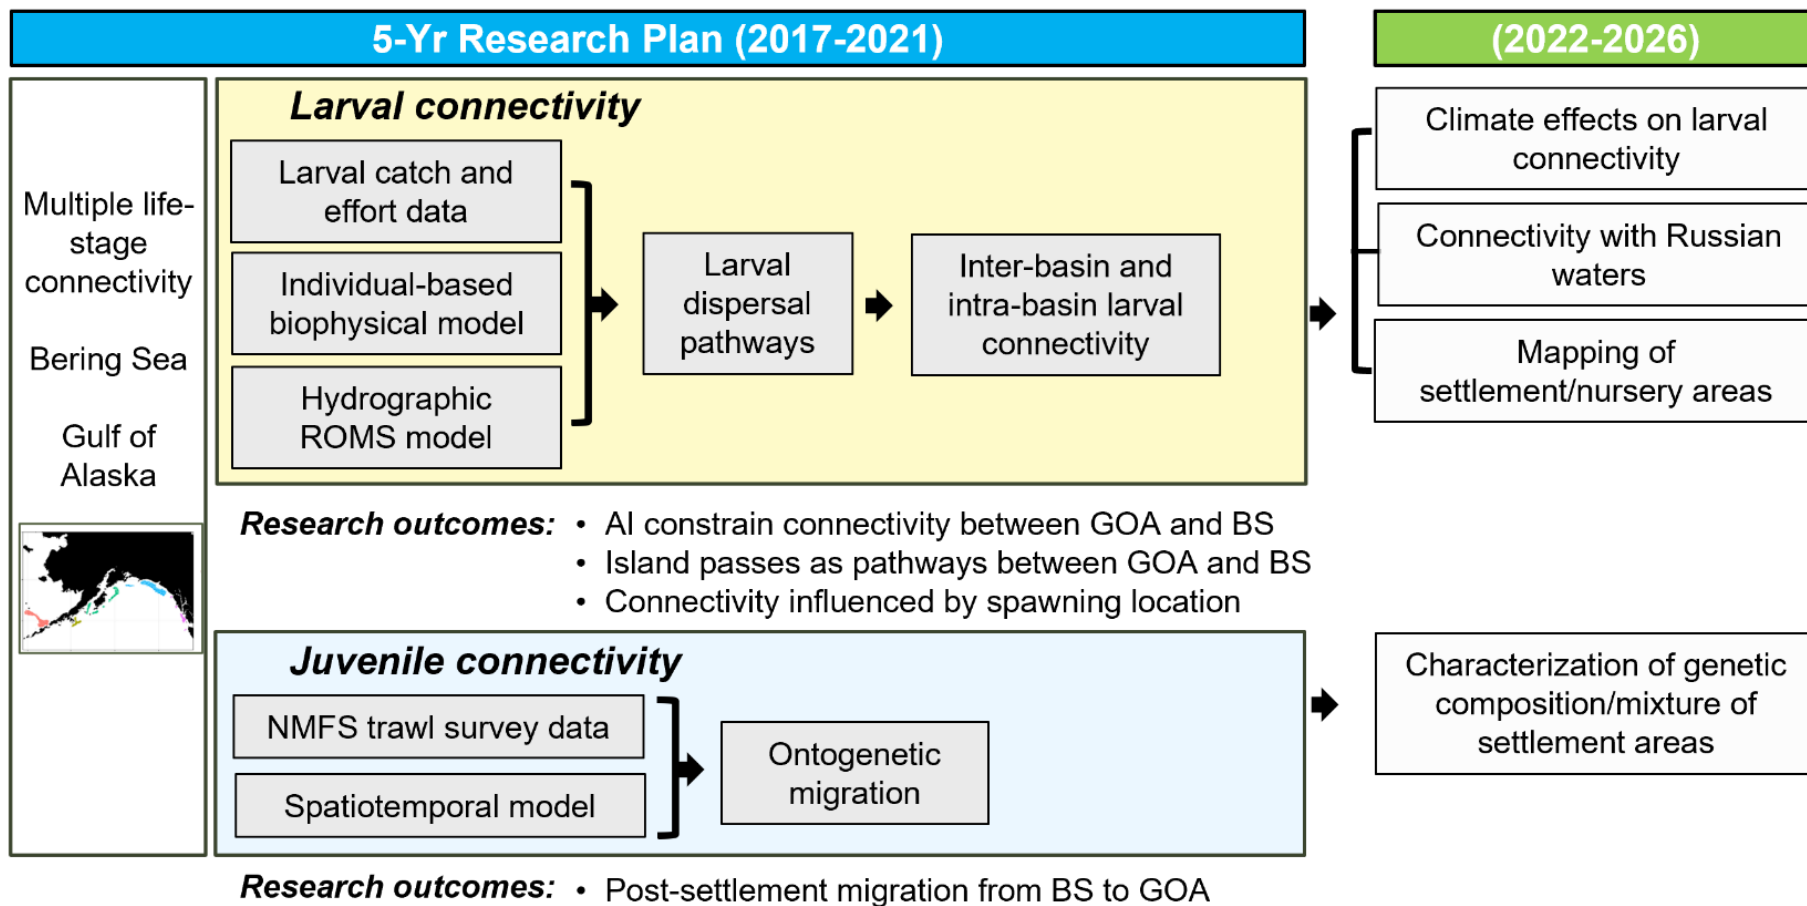 5-Yr Research Plan (2017-2021)
(2022-2026)
Multiple life-
stage
connectivity
Bering Sea
Gulf of
Alaska
Larval connectivity
Larval catch and
effort data
Individual-based
biophysical model
Hydrographic
ROMS model
Larval
dispersal
pathways
Inter-basin and
intra-basin larval
connectivity
Climate effects on larval
connectivity
Connectivity with Russian
waters
Mapping of
settlement/nursery areas
Research outcomes: • AI constrain connectivity between GOA and BS
• Island passes as pathways between GOA and BS
• Connectivity influenced by spawning location
Juvenile connectivity
NMFS trawl survey data
Spatiotemporal model
Ontogenetic
migration
Characterization of genetic
composition/mixture of
settlement areas
Research outcomes: • Post-settlement migration from BS to GOA